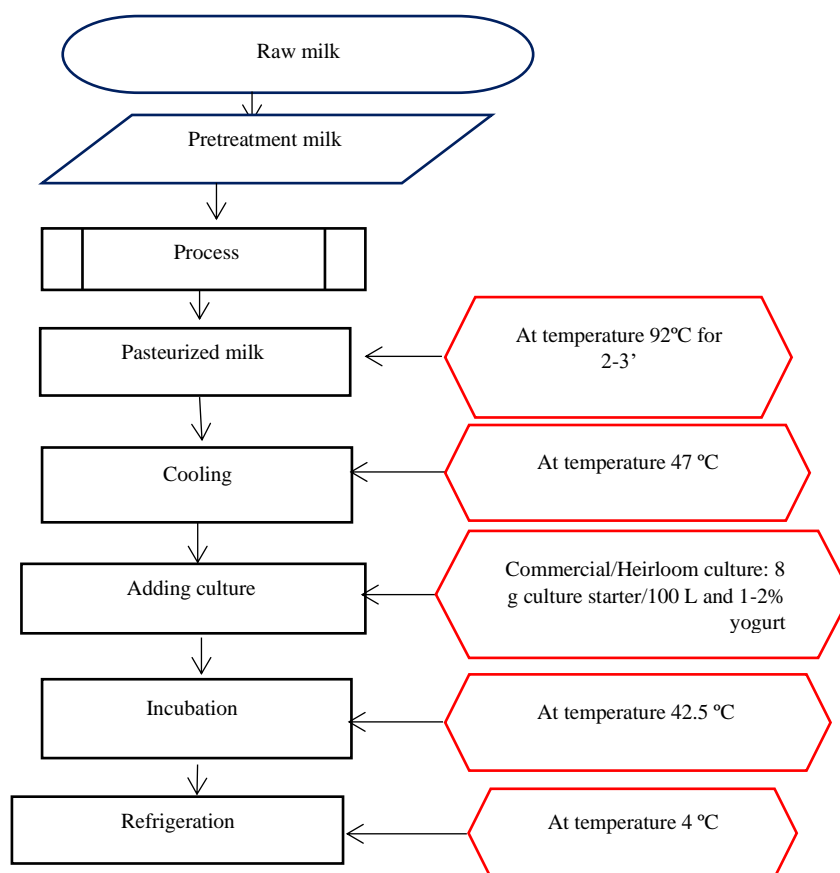 Raw milk
Pretreatment milk
Process
Pasteurized milk
At temperature 92ºC for
2-3’
Cooling
At temperature 47 ºC
Adding culture
Commercial/Heirloom culture: 8
g culture starter/100 L and 1-2%
yogurt
Incubation
At temperature 42.5 ºC
Refrigeration
At temperature 4 ºC